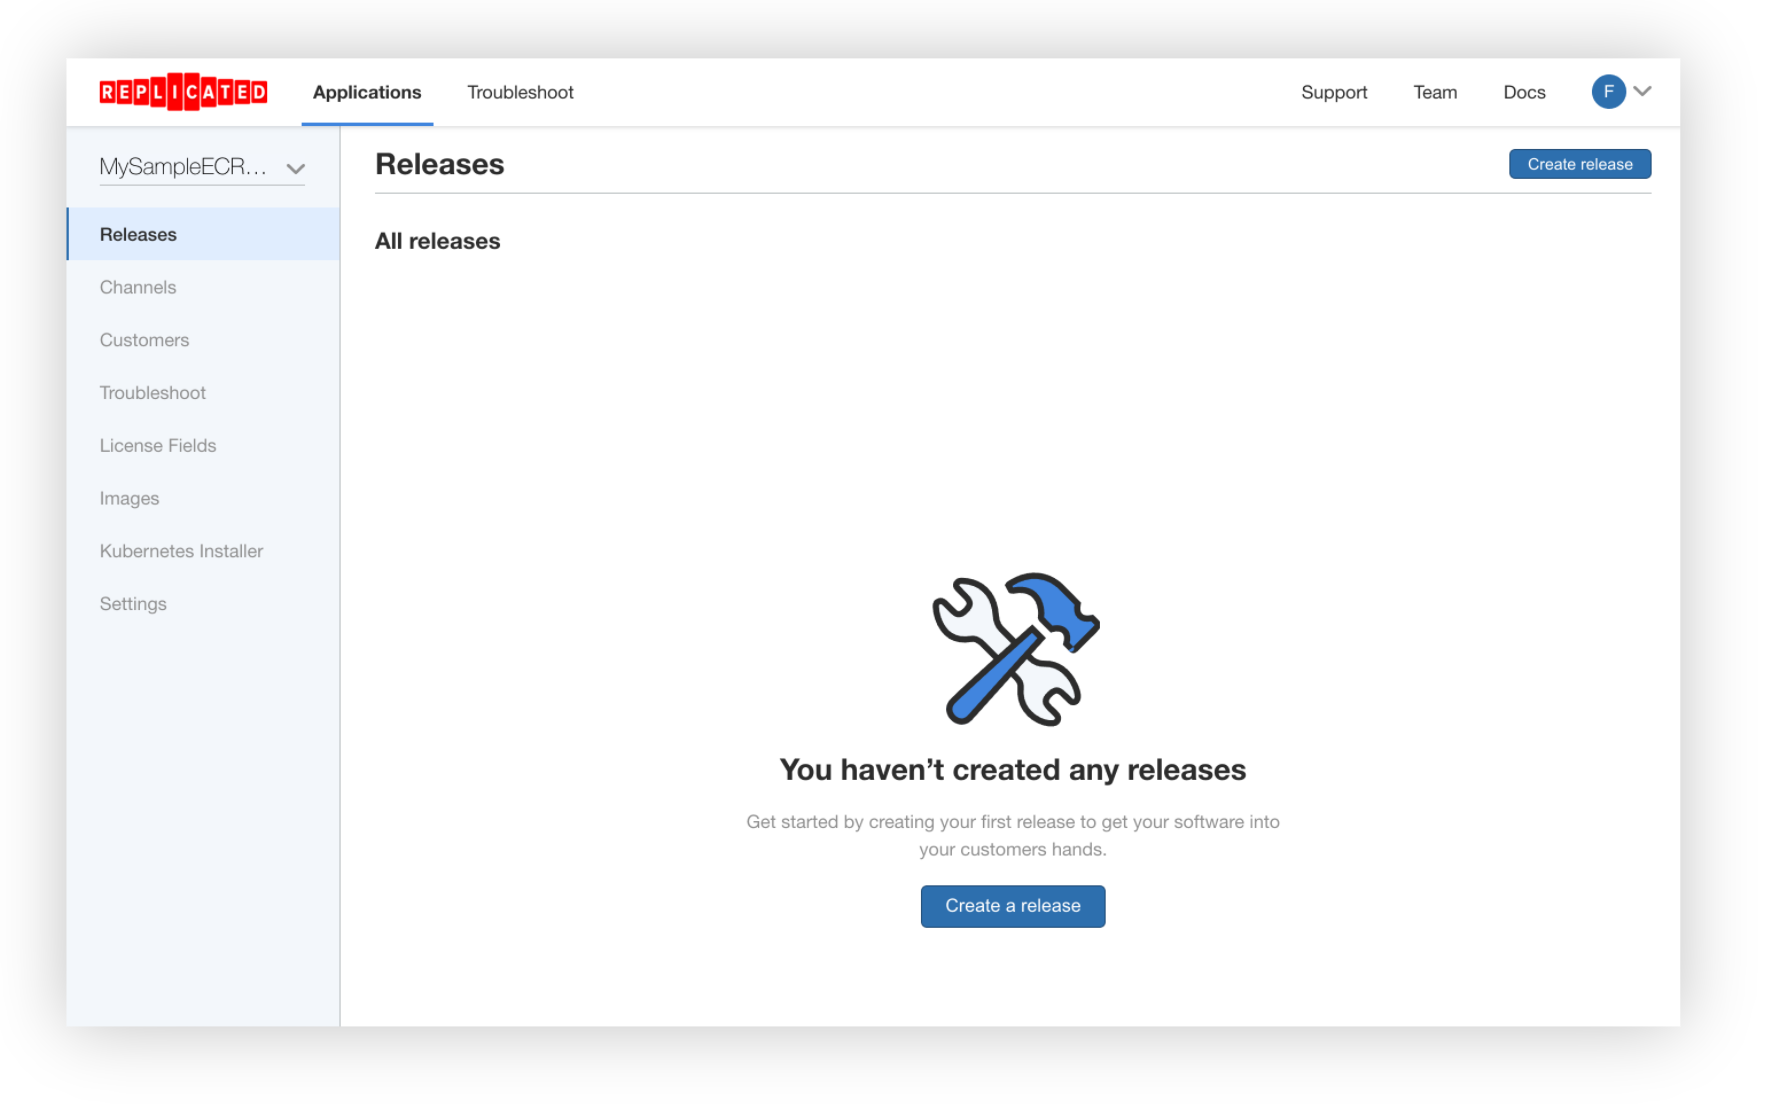 REPLICATED
Applications
Troubleshoot
Support
Team
Docs
F
MySampleECR...
Releases
Channels
Customers
Troubleshoot
License Fields
Images
Kubernetes Installer
Settings
Releases
Create release
All releases
You haven’t created any releases
Get started by creating your first release to get your software into
your customers hands.
Create a release